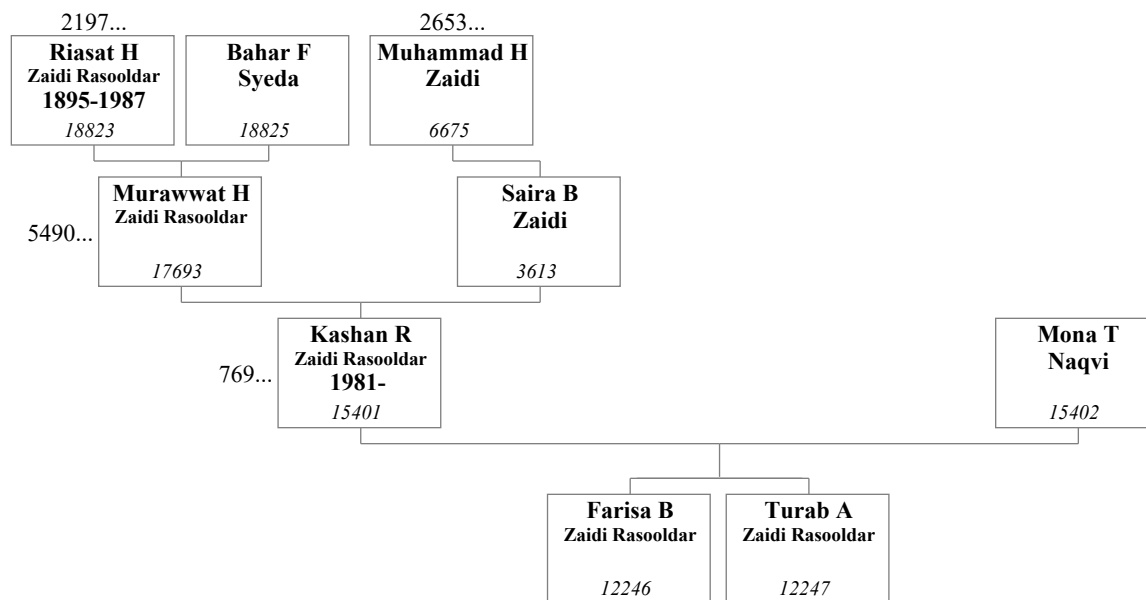 2197...
2653...
Riasat H
Zaidi Rasooldar
1895-1987
18823
Bahar F
Syeda
18825
Muhammad H
Zaidi
6675
5490...
Murawwat H
Zaidi Rasooldar
17693
Saira B
Zaidi
3613
769...
Kashan R
Zaidi Rasooldar
1981-
15401
Mona T
Naqvi
15402
Farisa B
Zaidi Rasooldar
12246
Turab A
Zaidi Rasooldar
12247